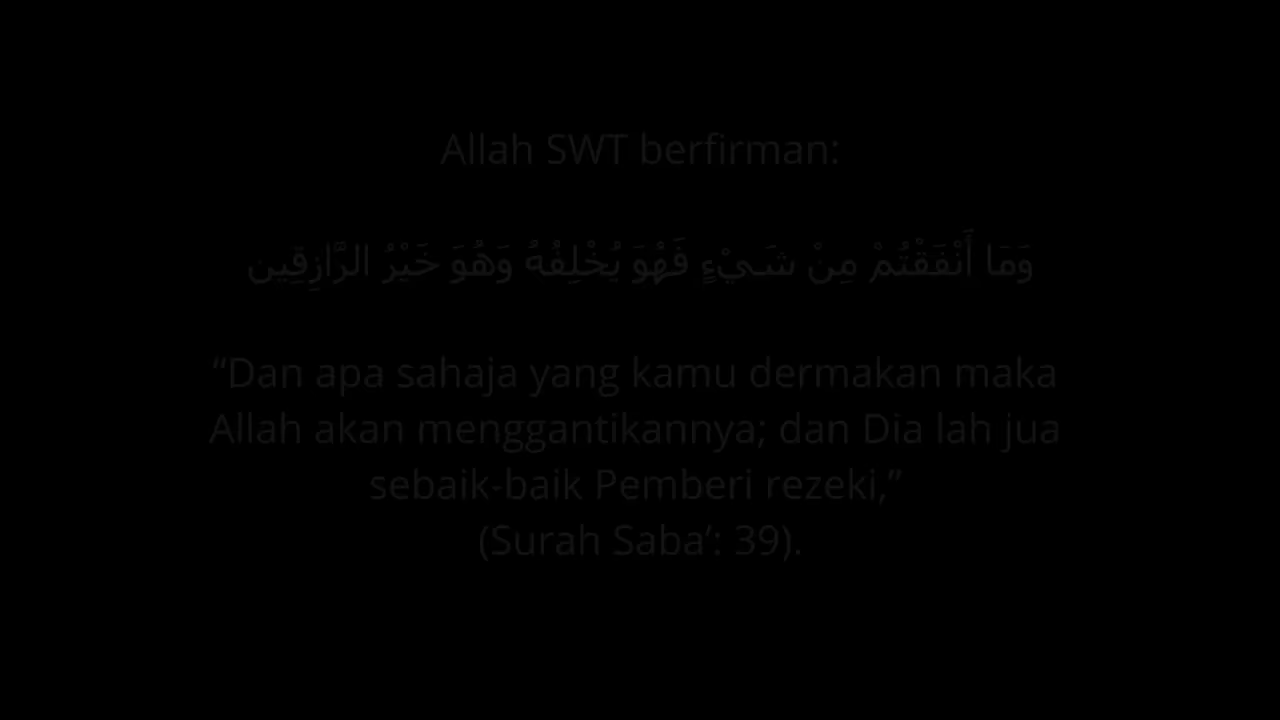 Allah SWT berfirman:
وَمَا أَنْفَقْتُمْ مِنْ شَيْءٍ فَهُوَ يُخْلِفُهُ وَهُوَ خَيْرُ الرَّازِقِين
“Dan apa sahaja yang kamu dermakan maka
Allah akan menggantikannya; dan Dia lah jua
sebaik-baik Pemberi rezeki,”
(Surah Saba’: 39).